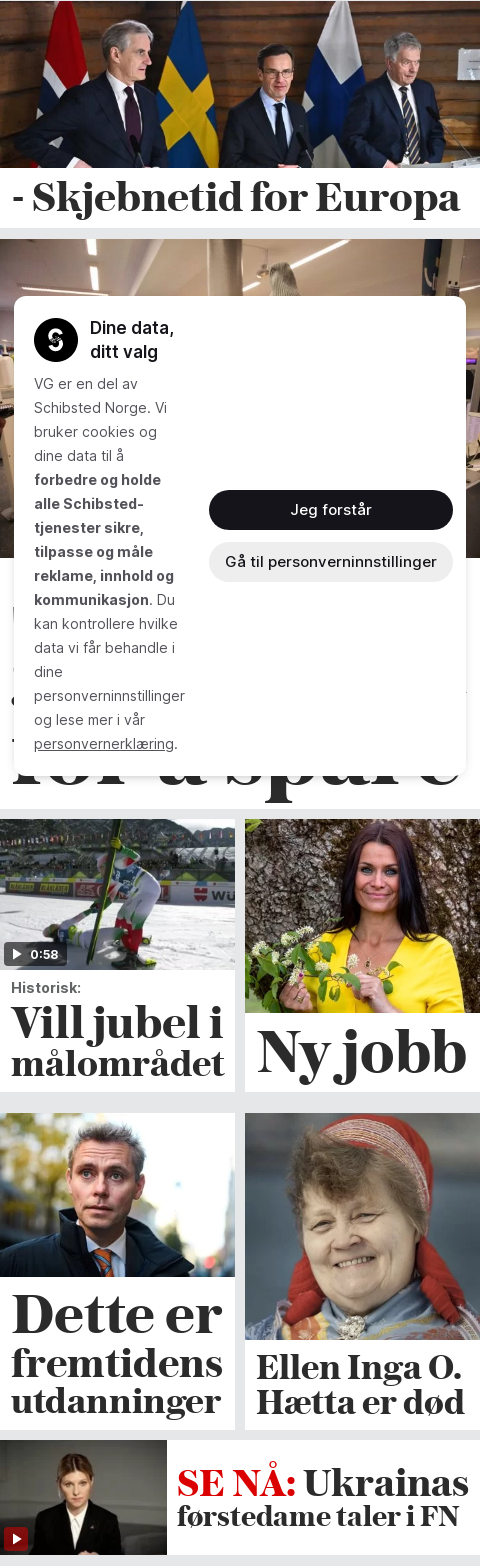 - Skjebnetid for Europa
Dine data,
ditt valg
VG er en del av
Schibsted Norge. Vi
bruker cookies og
dine data til å
forbedre og holde
alle Schibsted-
tjenester sikre,
tilpasse og måle
reklame, innhold og
kommunikasjon. Du
kan kontrollere hvilke
data vi får behandle i
dine
personverninnstillinger
og lese mer i vår
personvernerklæring.
Jeg forstår
Gå til personverninnstillinger
for å spare
0:58
Historisk:
Vill jubel i
målområdet
Ny jobb
Dette er
fremtidens
utdanninger
Ellen Inga O.
Hætta er død
SE NÅ: Ukrainas
førstedame taler i FN